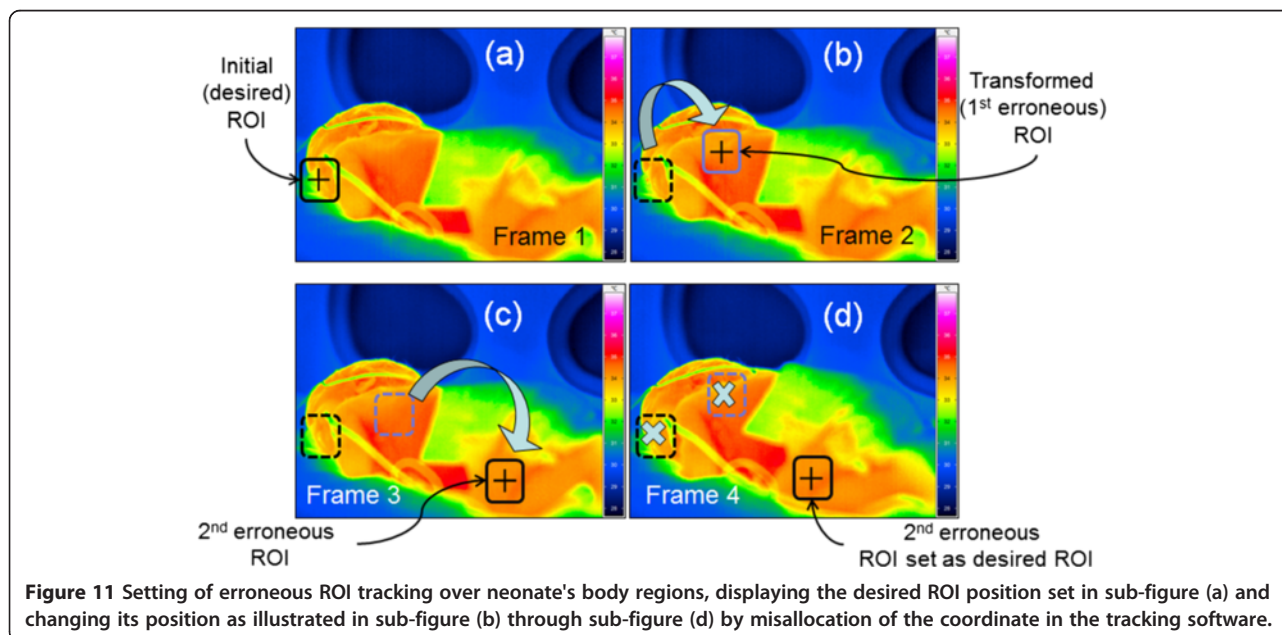 (a)
Initial
(desired)
ROI
Frame 1
(b)
Transformed
(1st erroneous)
ROI
Frame 2
(c)
Frame 3
2nd erroneous
ROI
(d)
Frame 4
2nd erroneous
ROI set as desired ROI
Figure 11 Setting of erroneous ROI tracking over neonate's body regions, displaying the desired ROI position set in sub-figure (a) and
changing its position as illustrated in sub-figure (b) through sub-figure (d) by misallocation of the coordinate in the tracking software.